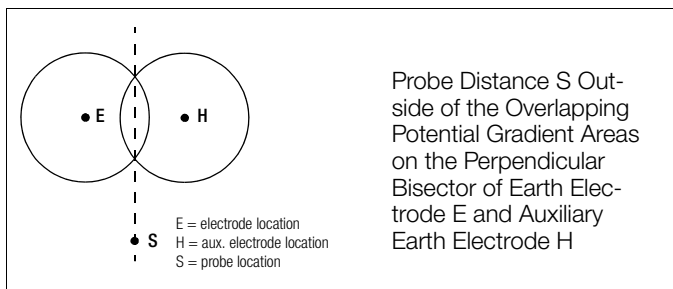 E
H
S
E = electrode location
H = aux. electrode location
S = probe location
Probe Distance S Out-
side of the Overlapping
Potential Gradient Areas
on the Perpendicular
Bisector of Earth Elec-
trode E and Auxiliary
Earth Electrode H